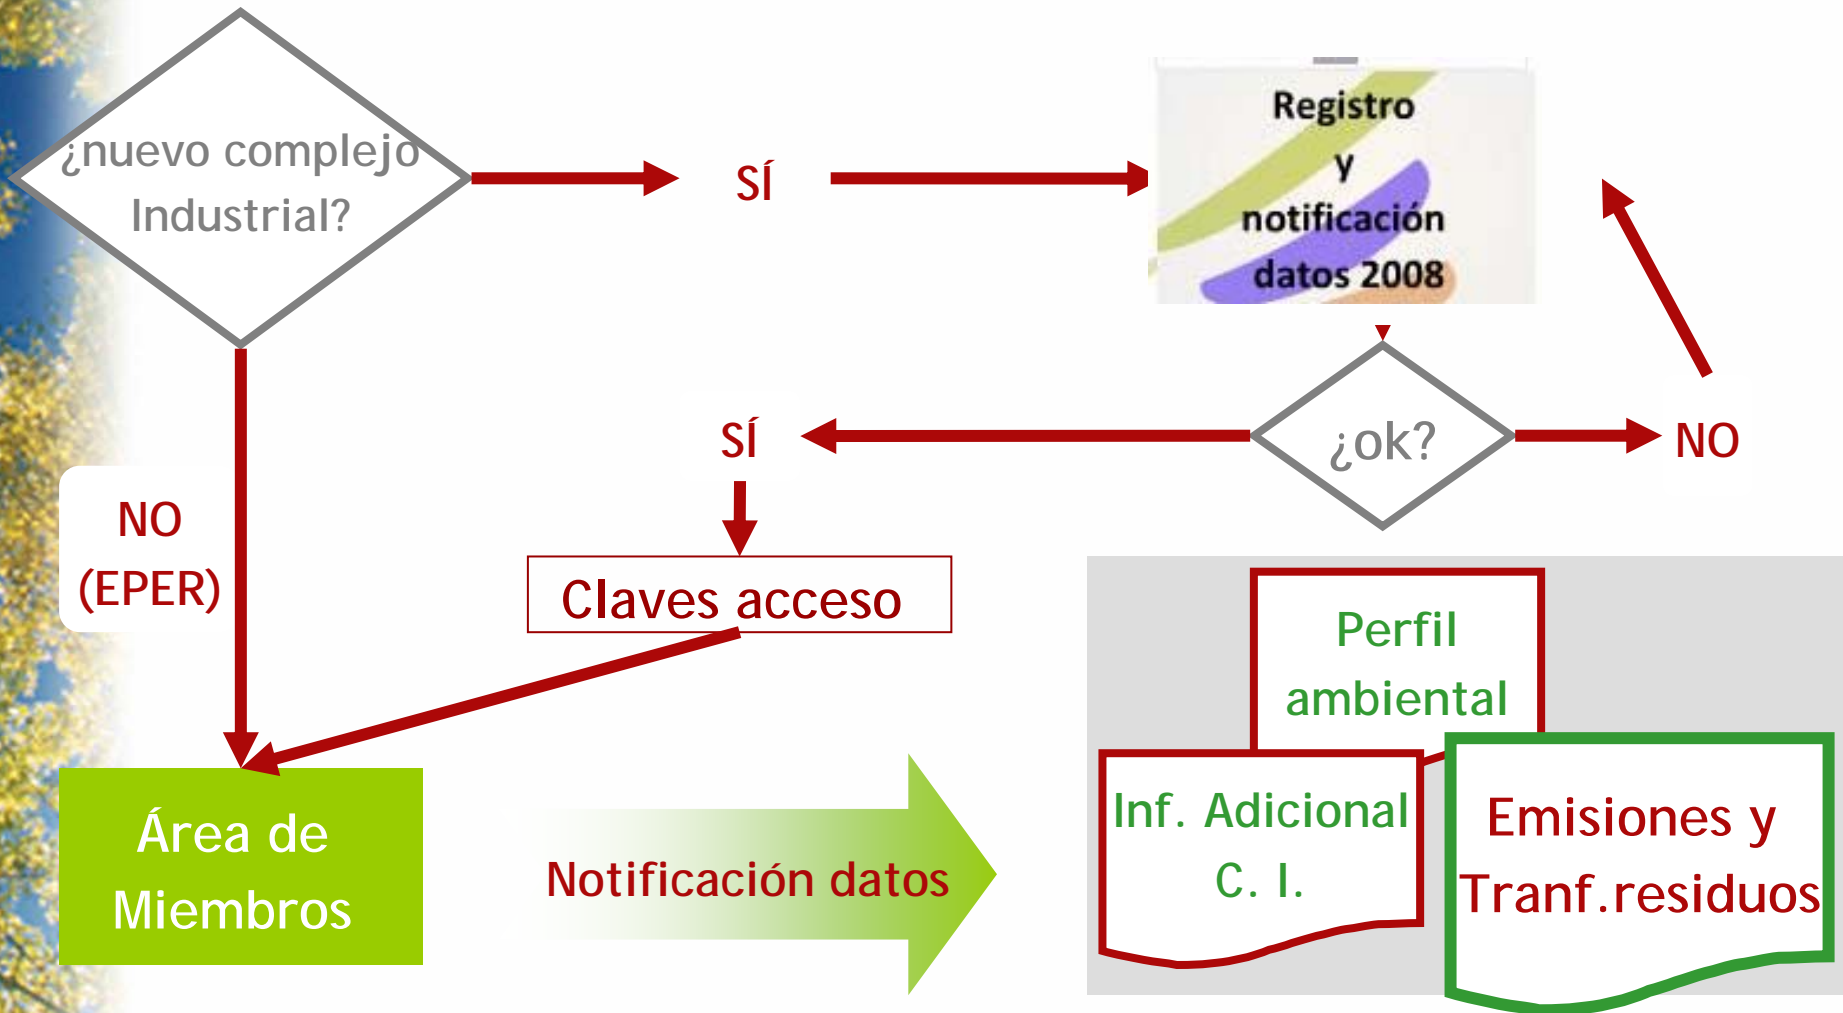 ¿nuevo complejo
Industrial?
SÍ
Registro
y
notificación
datos 2008
SÍ
¿ok?
NO
NO
(EPER)
Claves acceso
Perfil
ambiental
Área de
Miembros
Notificación datos
Inf. Adicional
C. I.
Emisiones y
Tranf.residuos